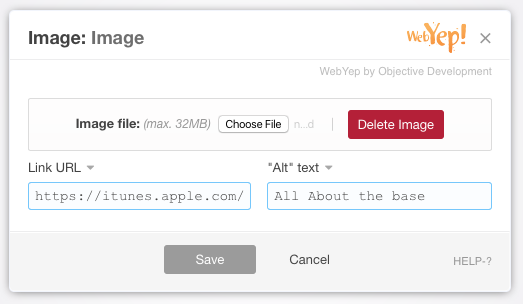 Image: Image
WebYep!
WebYep by Objective Development
Image file: (max. 32MB) Choose File n...d Delete Image
Link URL "Alt" text
https://itunes.apple.com/ All About the base
Save Cancel HELP-?